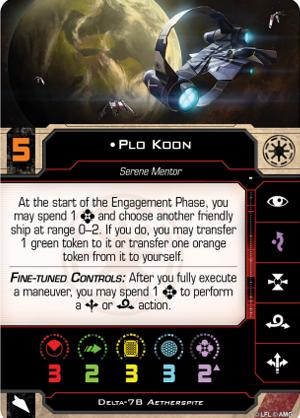 5
•Plo Koon
Serene Mentor
At the start of the Engagement Phase, you
may spend 1 and choose another friendly
ship at range 0–2. If you do, you may transfer
1 green token to it or transfer one orange
token from it to yourself.
Fine-tuned Controls: After you fully execute
a maneuver, you may spend 1 to perform
a or action.
3 2 3 3 2
Delta-7B Aethersprite
©LFL ©AMG